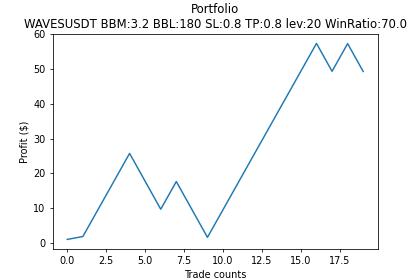 Portfolio
WAVESUSDT BBM:3.2 BBL:180 SL:0.8 TP:0.8 lev:20 WinRatio:70.0
60
50
40
30
20
10
0
Profit ($)
0.0 2.5 5.0 7.5 10.0 12.5 15.0 17.5
Trade counts